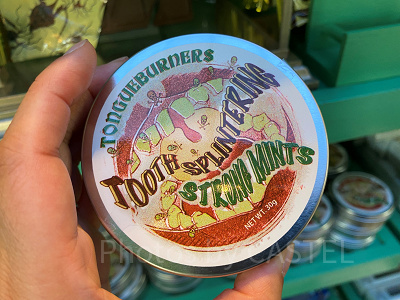 TONGUEBURNERS
TOOTH
SPLINTERING
STRONG MINTS
NET WT. 30g